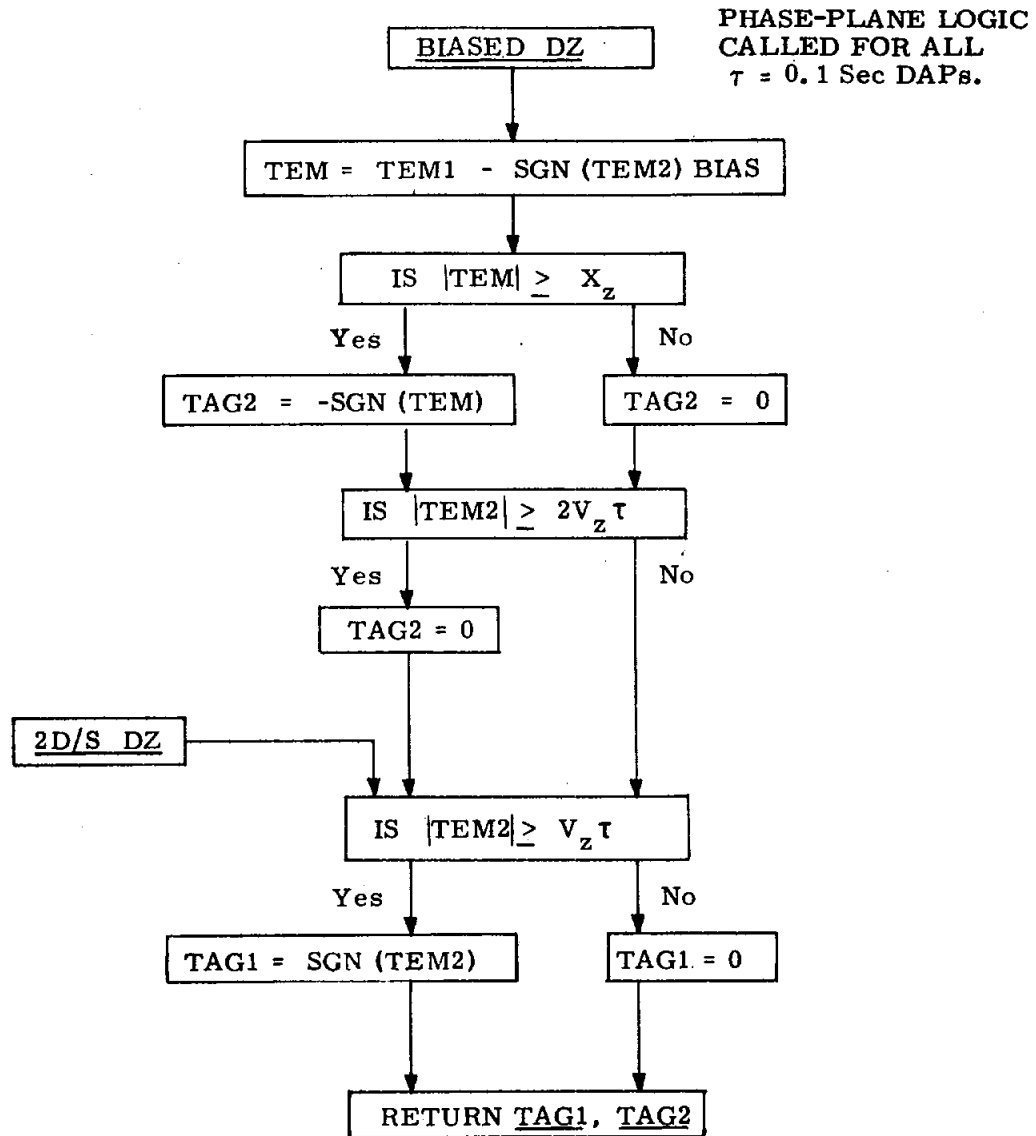 PHASE-PLANE LOGIC
CALLED FOR ALL
τ = 0.1 Sec DAPs.
BIASED DZ
TEM = TEM1 - SGN (TEM2) BIAS
IS |TEM| ≥ X_z
Yes
No
TAG2 = -SGN (TEM)
TAG2 = 0
IS |TEM2| ≥ 2V_z τ
Yes
No
TAG2 = 0
2D/S DZ
IS |TEM2| ≥ V_z τ
Yes
No
TAG1 = SGN (TEM2)
TAG1 = 0
RETURN TAG1, TAG2